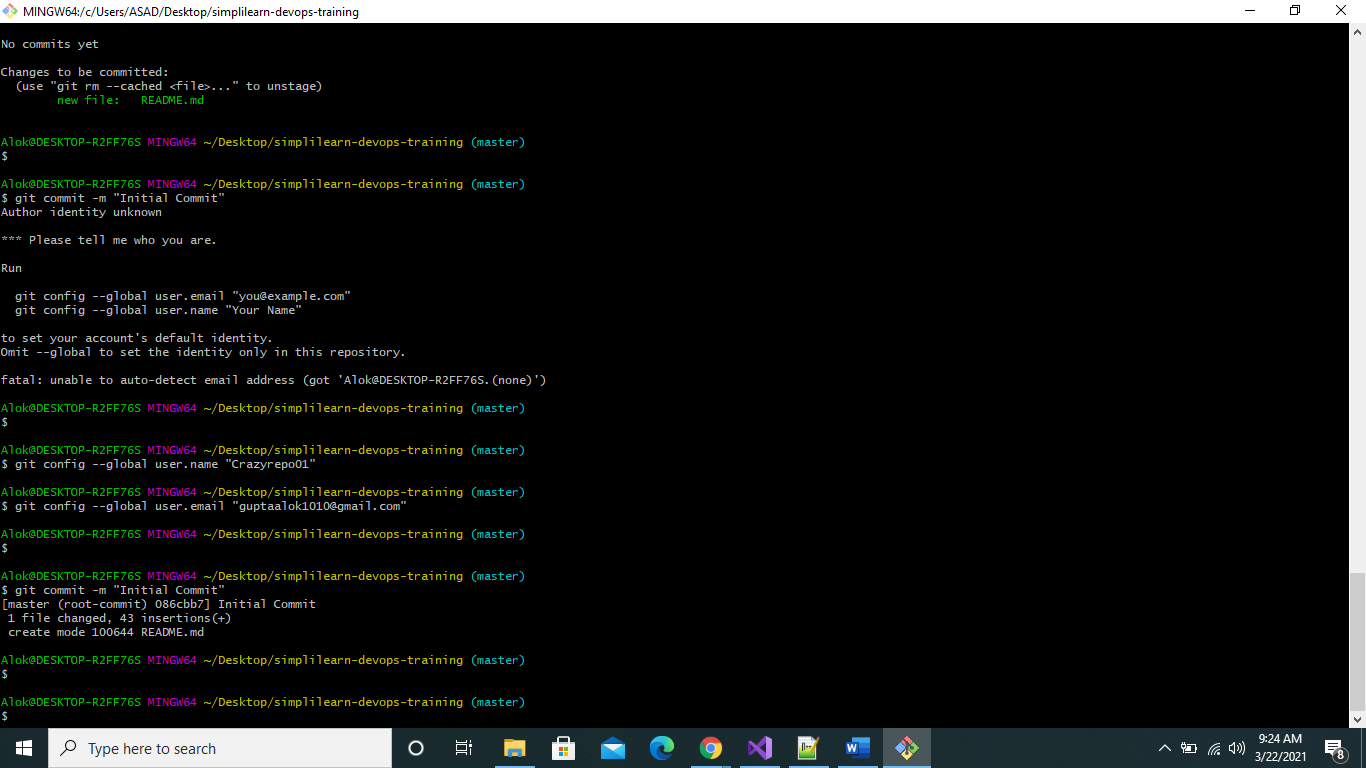 MINGW64:/c/Users/ASAD/Desktop/simplilearn-devops-training
No commits yet
Changes to be committed:
  (use "git rm --cached <file>..." to unstage)
        new file:   README.md
Alok@DESKTOP-R2FF76S MINGW64 ~/Desktop/simplilearn-devops-training (master)
$
Alok@DESKTOP-R2FF76S MINGW64 ~/Desktop/simplilearn-devops-training (master)
$ git commit -m "Initial Commit"
Author identity unknown
*** Please tell me who you are.
Run
  git config --global user.email "you@example.com"
  git config --global user.name "Your Name"
to set your account's default identity.
Omit --global to set the identity only in this repository.
fatal: unable to auto-detect email address (got 'Alok@DESKTOP-R2FF76S.(none)')
Alok@DESKTOP-R2FF76S MINGW64 ~/Desktop/simplilearn-devops-training (master)
$
Alok@DESKTOP-R2FF76S MINGW64 ~/Desktop/simplilearn-devops-training (master)
$ git config --global user.name "Crazyrepo01"
Alok@DESKTOP-R2FF76S MINGW64 ~/Desktop/simplilearn-devops-training (master)
$ git config --global user.email "guptaalok1010@gmail.com"
Alok@DESKTOP-R2FF76S MINGW64 ~/Desktop/simplilearn-devops-training (master)
$
Alok@DESKTOP-R2FF76S MINGW64 ~/Desktop/simplilearn-devops-training (master)
$ git commit -m "Initial Commit"
[master (root-commit) 086cbb7] Initial Commit
 1 file changed, 43 insertions(+)
 create mode 100644 README.md
Alok@DESKTOP-R2FF76S MINGW64 ~/Desktop/simplilearn-devops-training (master)
$
Alok@DESKTOP-R2FF76S MINGW64 ~/Desktop/simplilearn-devops-training (master)
$
Type here to search
9:24 AM
3/22/2021
8